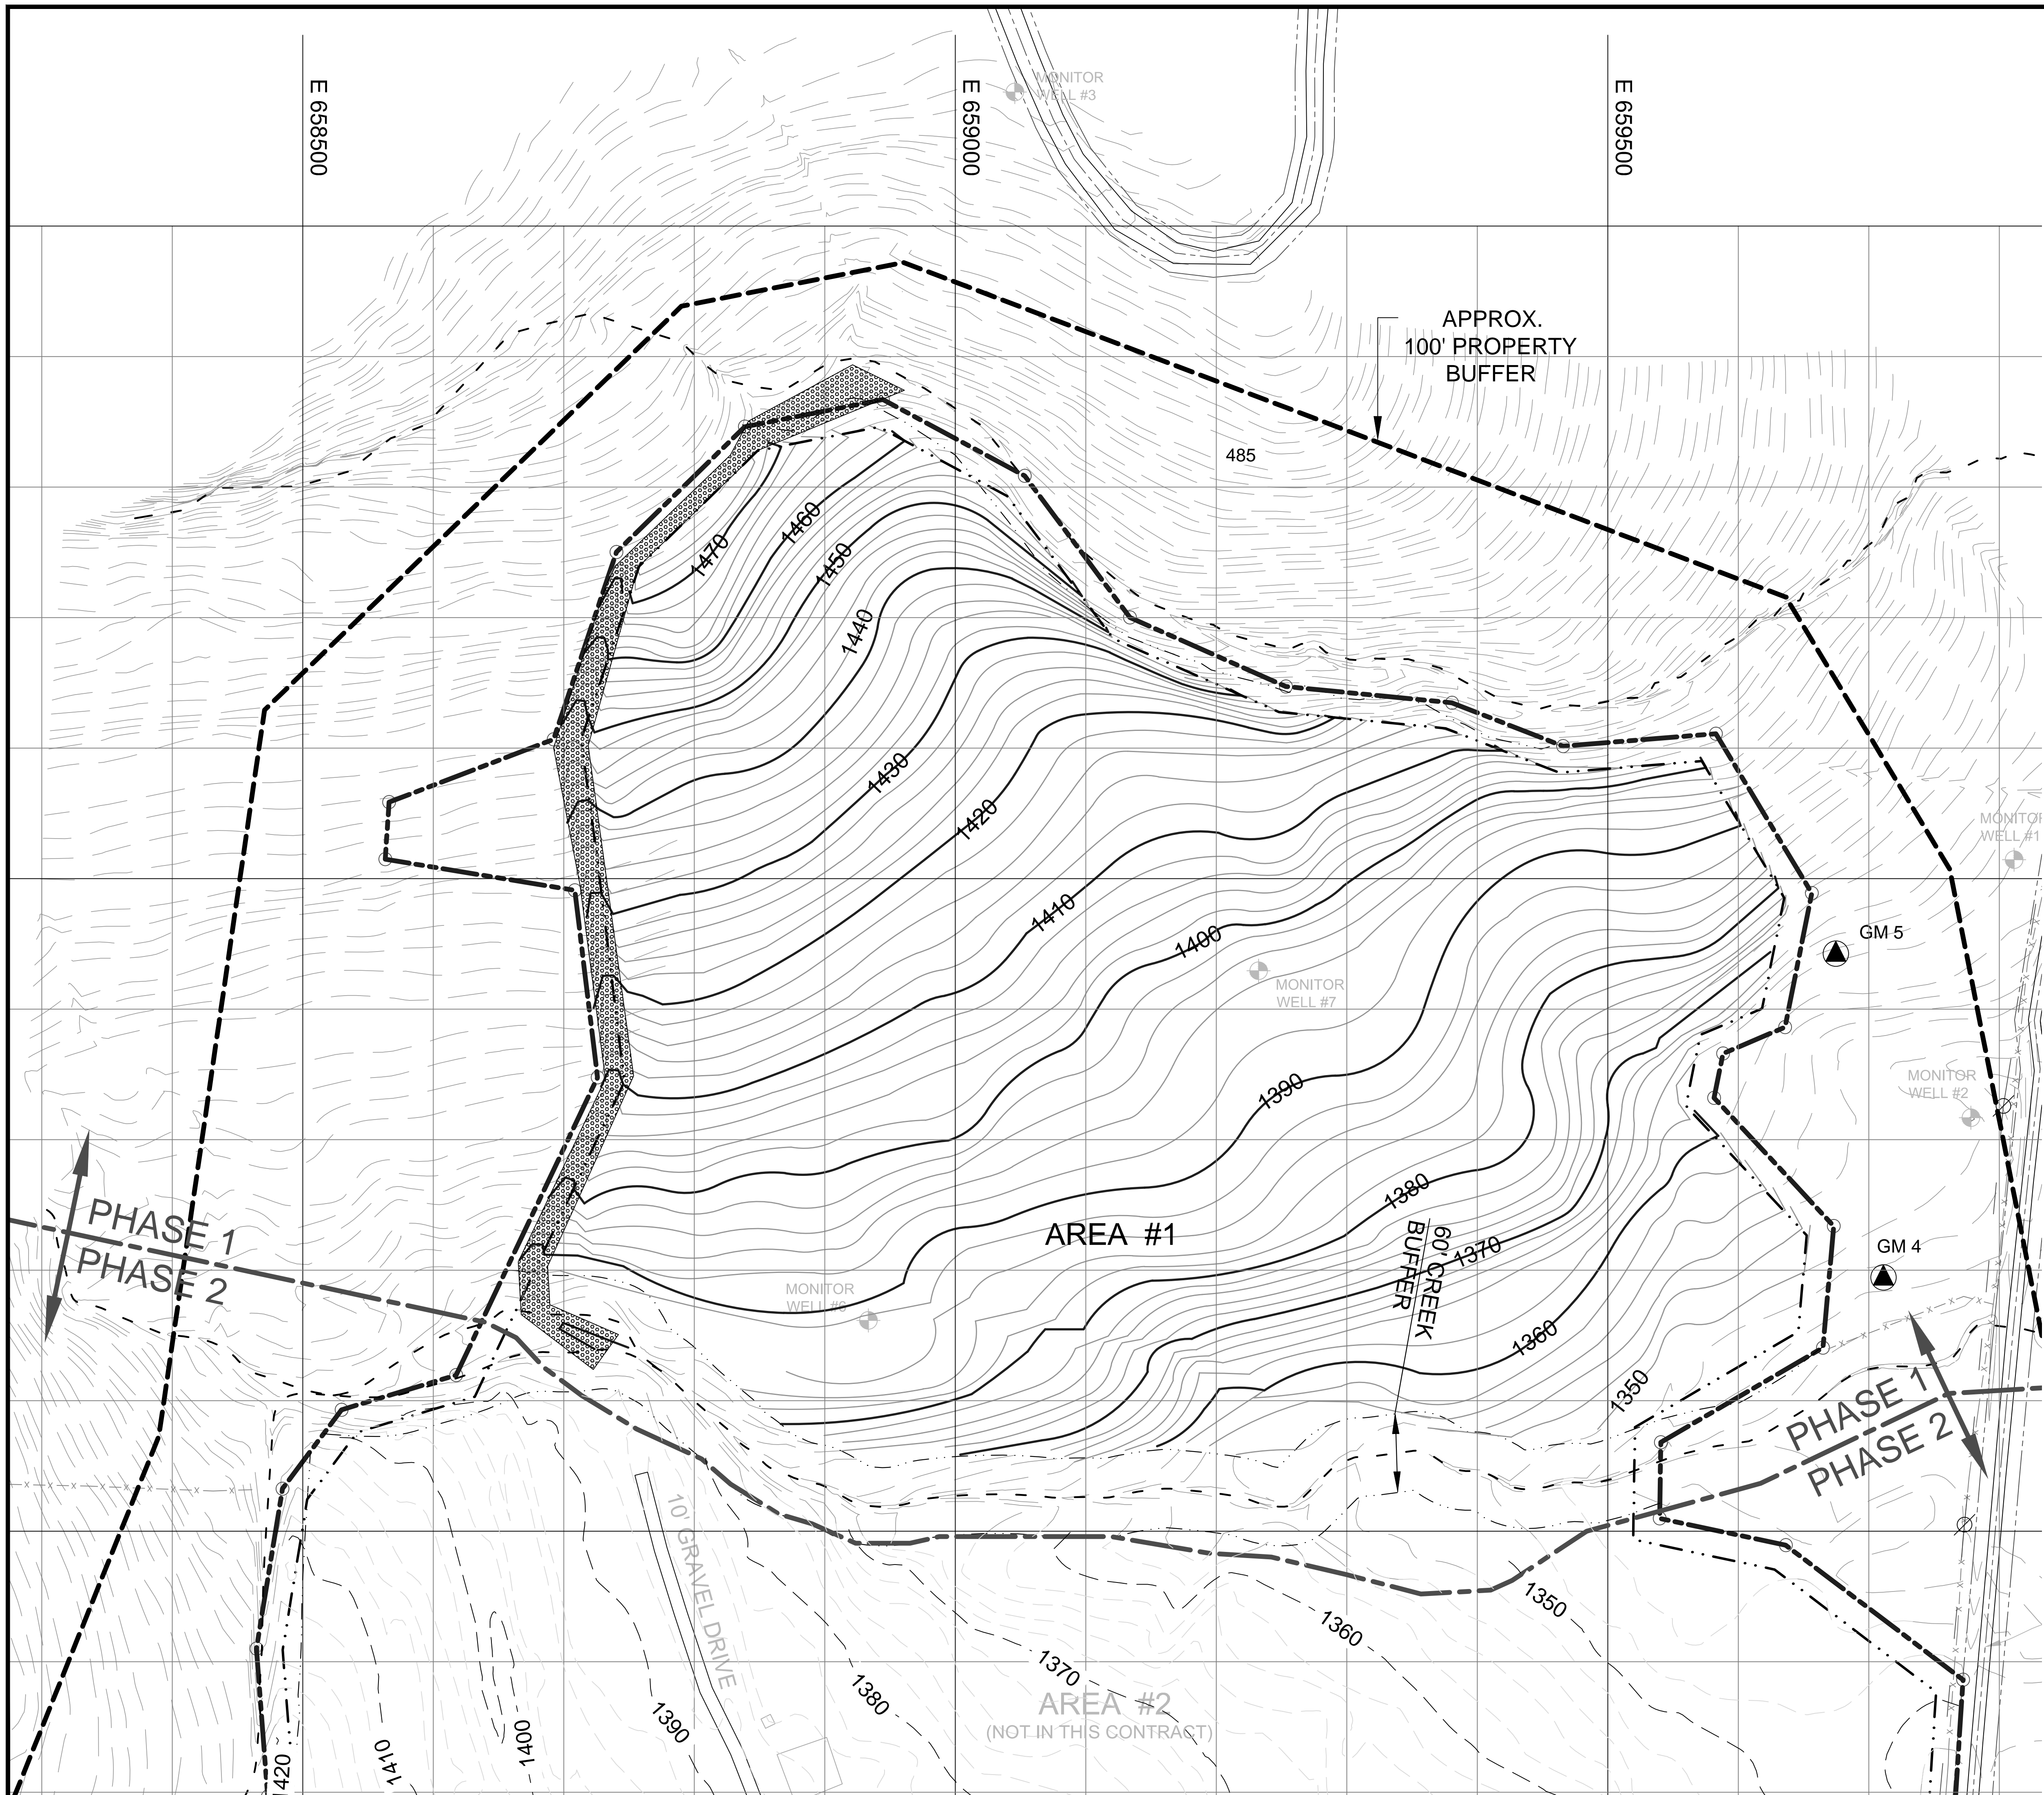 E 658500
E 659000
E 659500
MONITOR
WELL #3
APPROX.
100' PROPERTY
BUFFER
485
1470
1460
1450
1440
1430
1420
1410
1400
1390
1380
1370
1360
1350
MONITOR
WELL #1
GM 5
MONITOR
WELL #7
MONITOR
WELL #2
PHASE 1
PHASE 2
AREA #1
60' CREEK
BUFFER
GM 4
MONITOR
WELL #6
PHASE 1
PHASE 2
10' GRAVEL DRIVE
1350
1360
1370
1380
1390
1400
1410
1420
AREA #2
(NOT IN THIS CONTRACT)